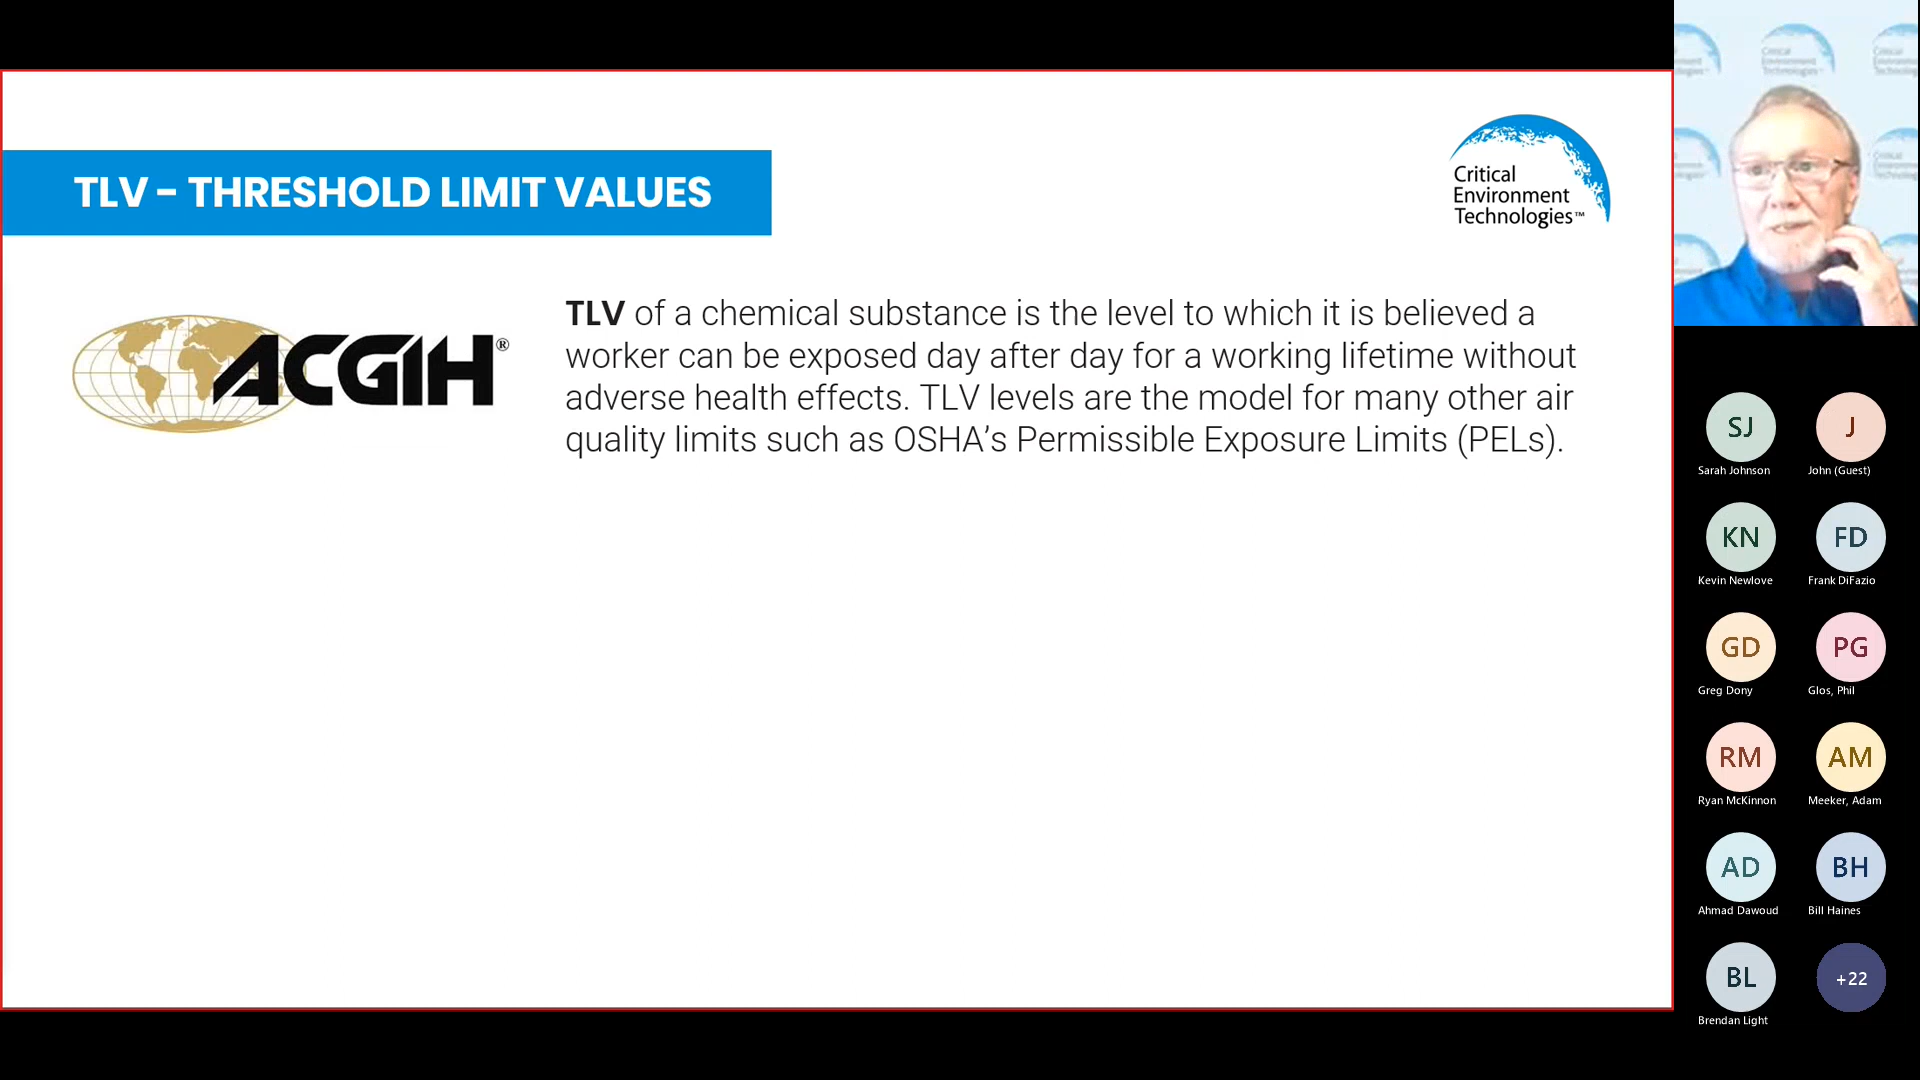 TLV - THRESHOLD LIMIT VALUES
Critical
Environment
Technologies™
ACGIH®
TLV of a chemical substance is the level to which it is believed a
worker can be exposed day after day for a working lifetime without
adverse health effects. TLV levels are the model for many other air
quality limits such as OSHA’s Permissible Exposure Limits (PELs).
SJ
Sarah Johnson
J
John (Guest)
KN
Kevin Newlove
FD
Frank DiFazio
GD
Greg Dony
PG
Glos, Phil
RM
Ryan McKinnon
AM
Meeker, Adam
AD
Ahmad Dawoud
BH
Bill Haines
BL
Brendan Light
+22